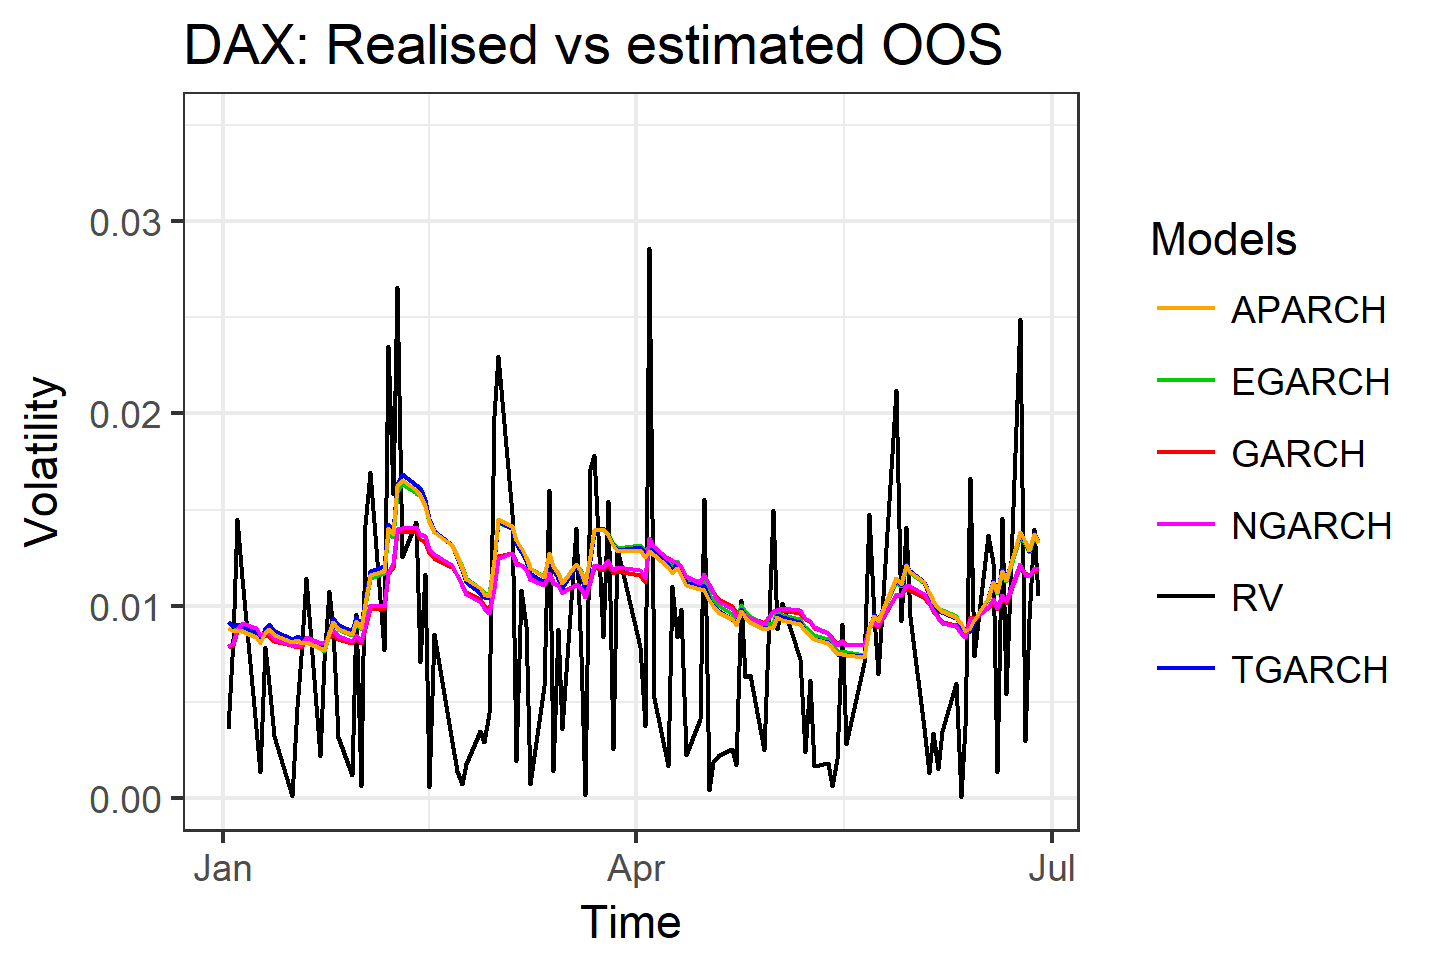 DAX: Realised vs estimated OOS
Volatility
0.03
0.02
0.01
0.00
Jan
Apr
Jul
Time
Models
APARCH
EGARCH
GARCH
NGARCH
RV
TGARCH